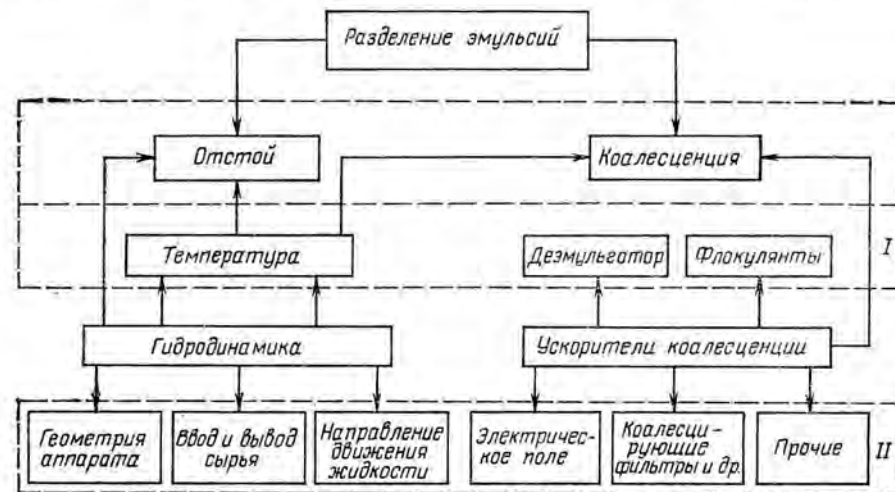 Разделение эмульсий
Отстой
Коалесценция
Температура
Деэмульгатор
Флокулянты
I
Гидродинамика
Ускорители коалесценции
Геометрия
аппарата
Ввод и вывод
сырья
Направление
движения
жидкости
Электричес-
кое поле
Коалесци-
рующие
фильтры и др.
Прочие
II